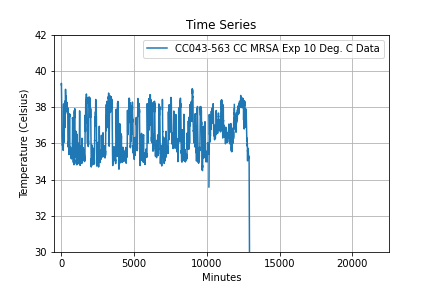 Time Series
CC043-563 CC MRSA Exp 10 Deg. C Data
42
40
38
36
34
32
30
Temperature (Celsius)
0 5000 10000 15000 20000
Minutes